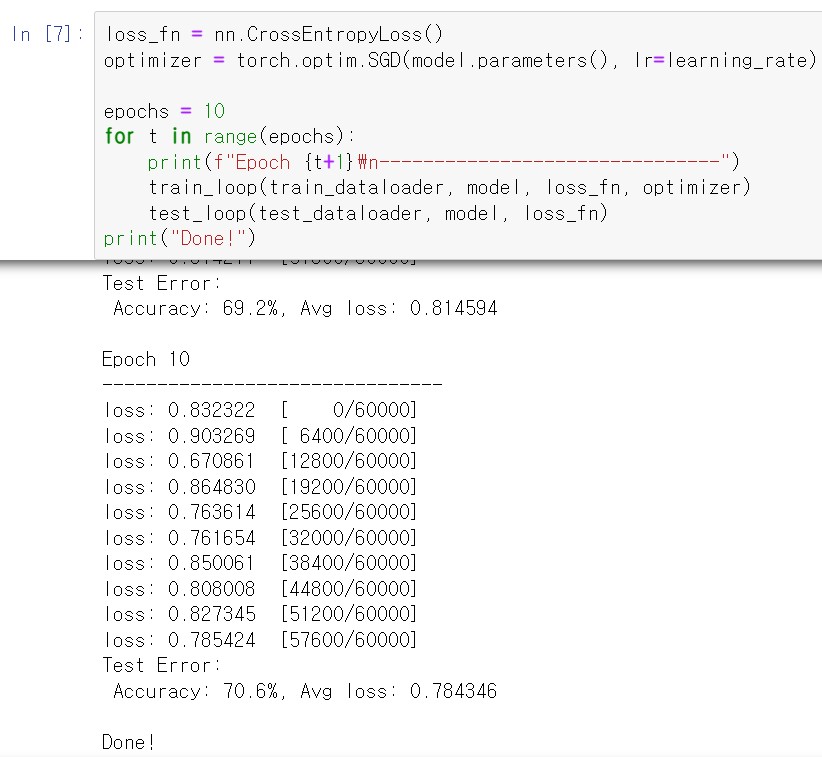 In [7]:
loss_fn = nn.CrossEntropyLoss()
optimizer = torch.optim.SGD(model.parameters(), lr=learning_rate)
epochs = 10
for t in range(epochs):
print(f"Epoch {t+1}₩n-------------------------------")
train_loop(train_dataloader, model, loss_fn, optimizer)
test_loop(test_dataloader, model, loss_fn)
print("Done!")
Test Error:
Accuracy: 69.2%, Avg loss: 0.814594
Epoch 10
-------------------------------
loss: 0.832322 [    0/60000]
loss: 0.903269 [ 6400/60000]
loss: 0.670861 [12800/60000]
loss: 0.864830 [19200/60000]
loss: 0.763614 [25600/60000]
loss: 0.761654 [32000/60000]
loss: 0.850061 [38400/60000]
loss: 0.808008 [44800/60000]
loss: 0.827345 [51200/60000]
loss: 0.785424 [57600/60000]
Test Error:
Accuracy: 70.6%, Avg loss: 0.784346
Done!